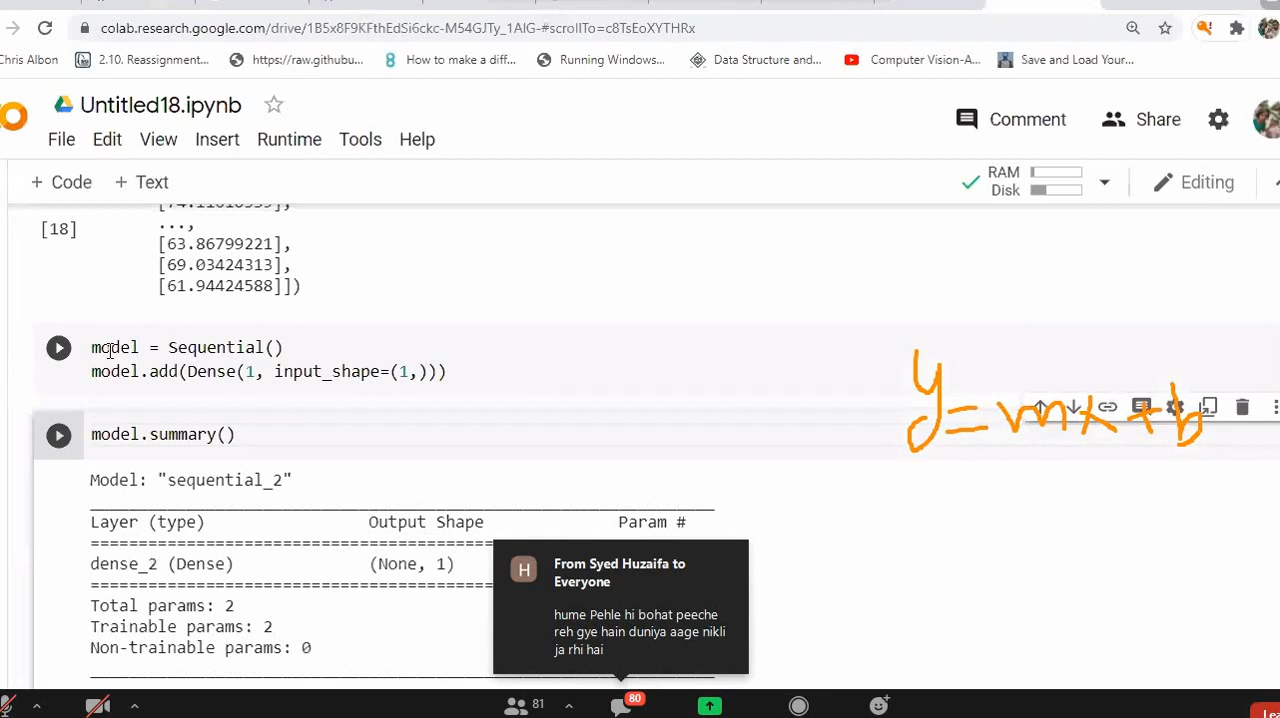 colab.research.google.com/drive/1B5x8F9KFthEdSi6ckc-M54GJTy_1AIG-#scrollTo=c8TsEoXYTHRx
Chris Albon
2.10. Reassignment...
https://raw.githubu...
How to make a diff...
Running Windows...
Data Structure and...
Computer Vision-A...
Save and Load Your...
Untitled18.ipynb
Comment
Share
File Edit View Insert Runtime Tools Help
+ Code + Text
RAM
Disk
Editing
[18]
...,
[63.86799221],
[69.03424313],
[61.94424588]])
model = Sequential()
model.add(Dense(1, input_shape=(1,)))
y = mx + b
model.summary()
Model: "sequential_2"
Layer (type) Output Shape Param #
dense_2 (Dense) (None, 1)
Total params: 2
Trainable params: 2
Non-trainable params: 0
H
From Syed Huzaifa to
Everyone
hume Pehle hi bohat peeche
reh gye hain duniya aage nikli
ja rhi hai
81
80